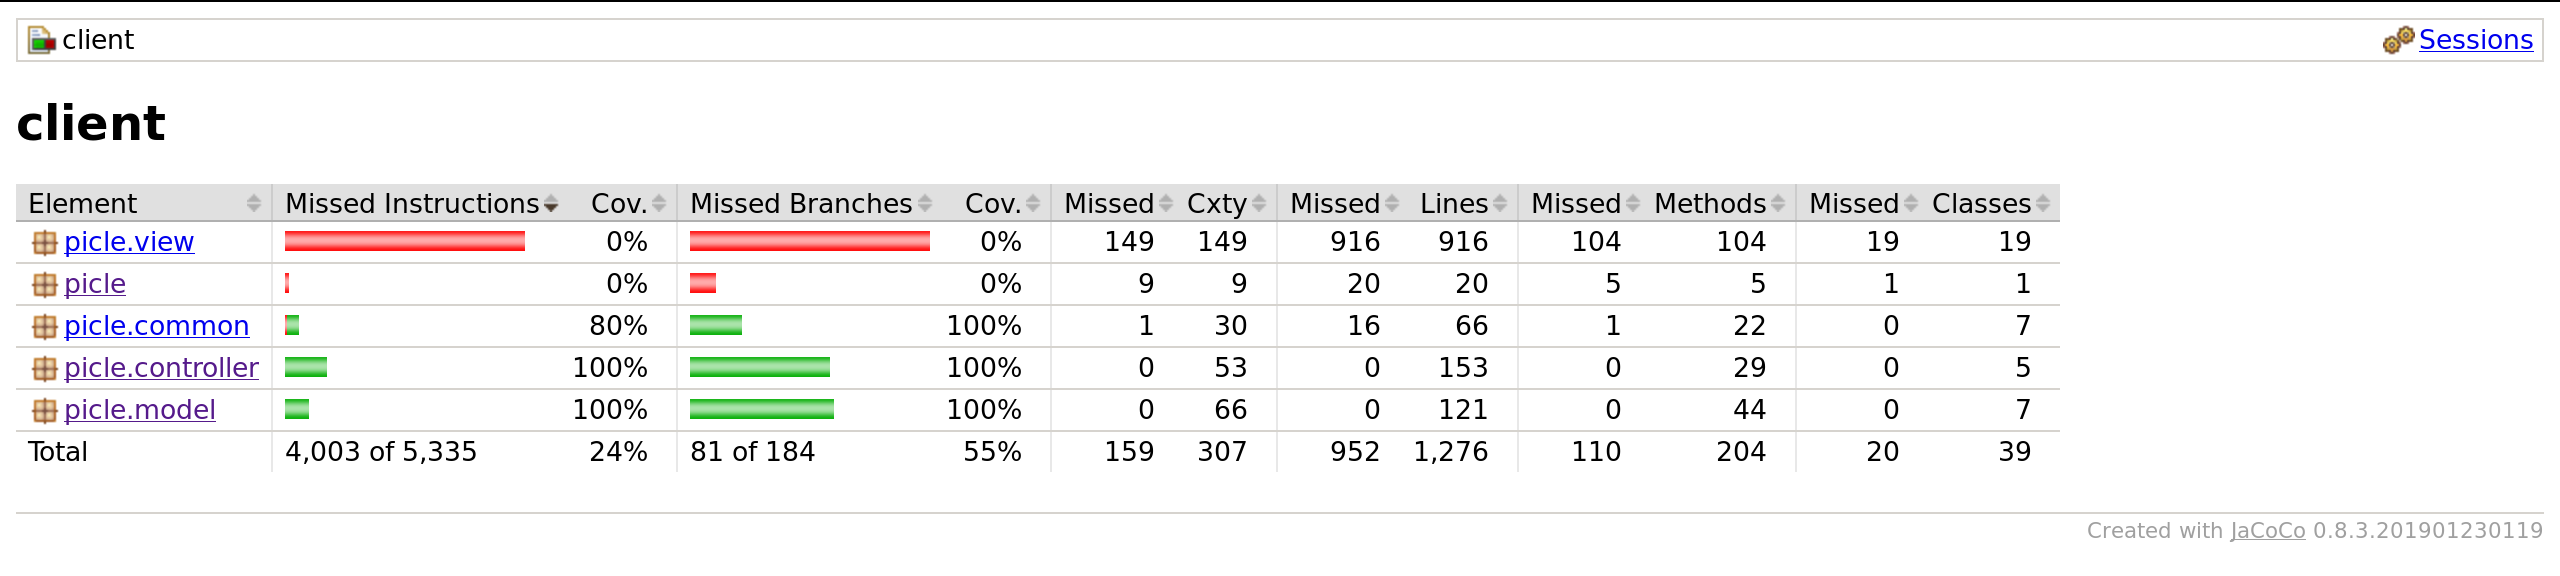 client Sessions
client
Element Missed Instructions Cov. Missed Branches Cov. Missed Cxty Missed Lines Missed Methods Missed Classes
picle.view 0% 0% 149 149 916 916 104 104 19 19
picle 0% 0% 9 9 20 20 5 5 1 1
picle.common 80% 100% 1 30 16 66 1 22 0 7
picle.controller 100% 100% 0 53 0 153 0 29 0 5
picle.model 100% 100% 0 66 0 121 0 44 0 7
Total 4,003 of 5,335 24% 81 of 184 55% 159 307 952 1,276 110 204 20 39
Created with JaCoCo 0.8.3.201901230119